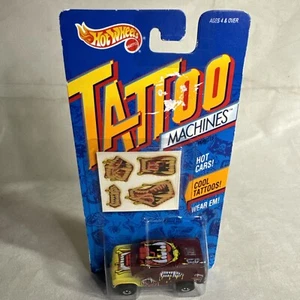 AGES 4 & OVER
HOT WHEELS
TATTOO
MACHINES
HOT
CARS!
COOL
TATTOOS!
WEAR EM!